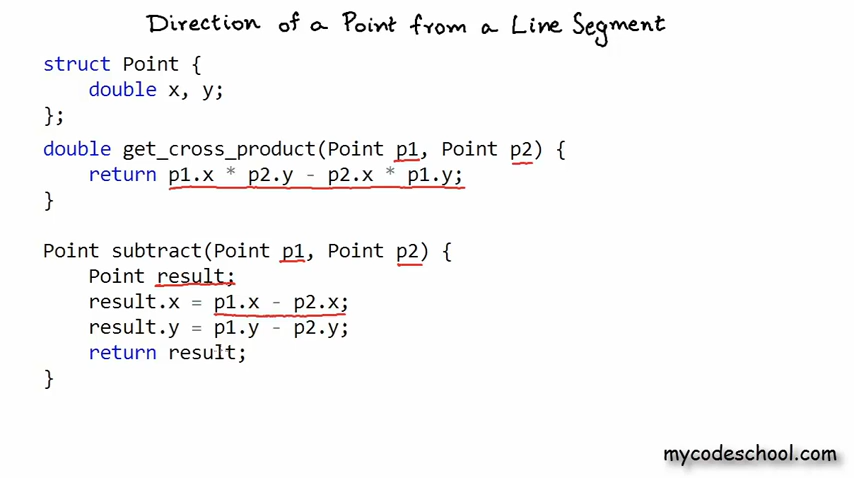 Direction of a Point from a Line Segment
struct Point {
    double x, y;
};
double get_cross_product(Point p1, Point p2) {
    return p1.x * p2.y - p2.x * p1.y;
}
Point subtract(Point p1, Point p2) {
    Point result;
    result.x = p1.x - p2.x;
    result.y = p1.y - p2.y;
    return result;
}
mycodeschool.com